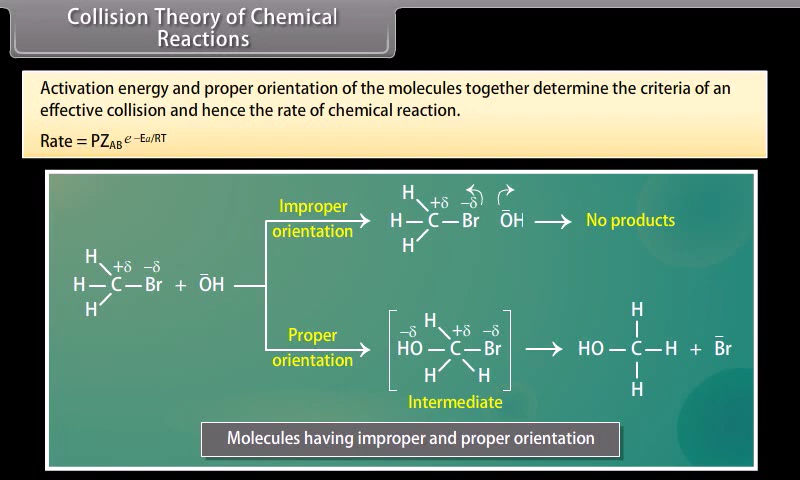 Collision Theory of Chemical
Reactions
Activation energy and proper orientation of the molecules together determine the criteria of an
effective collision and hence the rate of chemical reaction.
Rate = PZ_AB e^–Ea/RT
Improper
orientation
H
+δ –δ
H — C — Br ŌH
H
No products
H
+δ –δ
H — C — Br + ŌH
H
Proper
orientation
H
–δ +δ –δ
HO — C — Br
H H
Intermediate
H
HO — C — H + B̄r
H
Molecules having improper and proper orientation